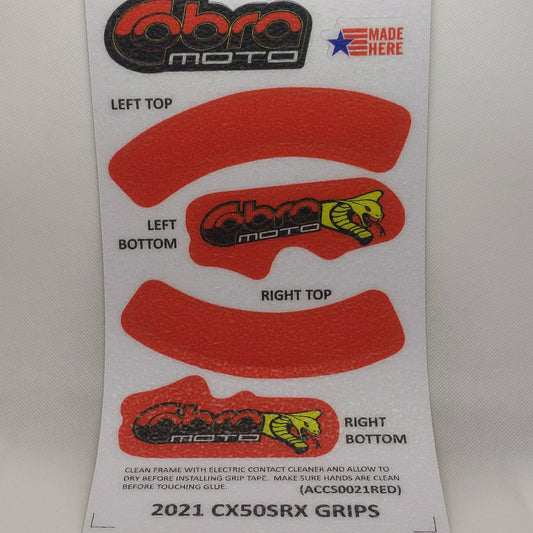 Cobra
MOTO
MADE
HERE
LEFT TOP
LEFT
BOTTOM
Cobra
MOTO
RIGHT TOP
Cobra
MOTO
RIGHT
BOTTOM
CLEAN FRAME WITH ELECTRIC CONTACT CLEANER AND ALLOW TO
DRY BEFORE INSTALLING GRIP TAPE. MAKE SURE HANDS ARE CLEAN
BEFORE TOUCHING GLUE. (ACCS0021RED)
2021 CX50SRX GRIPS